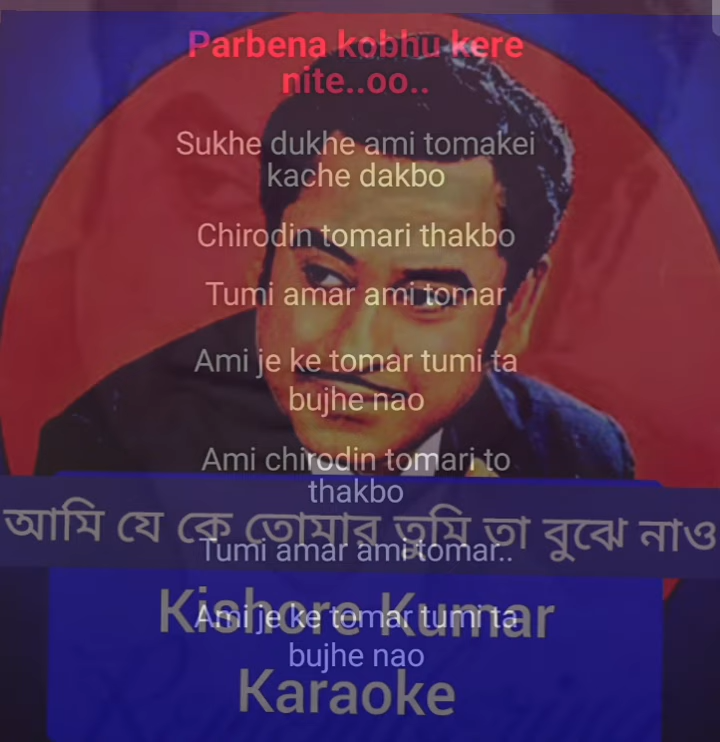 Parbena kobhu kere
nite..oo..
Sukhe dukhe ami tomakei
kache dakbo
Chirodin tomari thakbo
Tumi amar ami tomar
Ami je ke tomar tumi ta
bujhe nao
Ami chirodin tomari to
thakbo
আমি যে কে তোমার তুমি তা বুঝে নাও
Tumi amar ami tomar..
Kishore Kumar
Ami je ke tomar tumi ta
bujhe nao
Karaoke